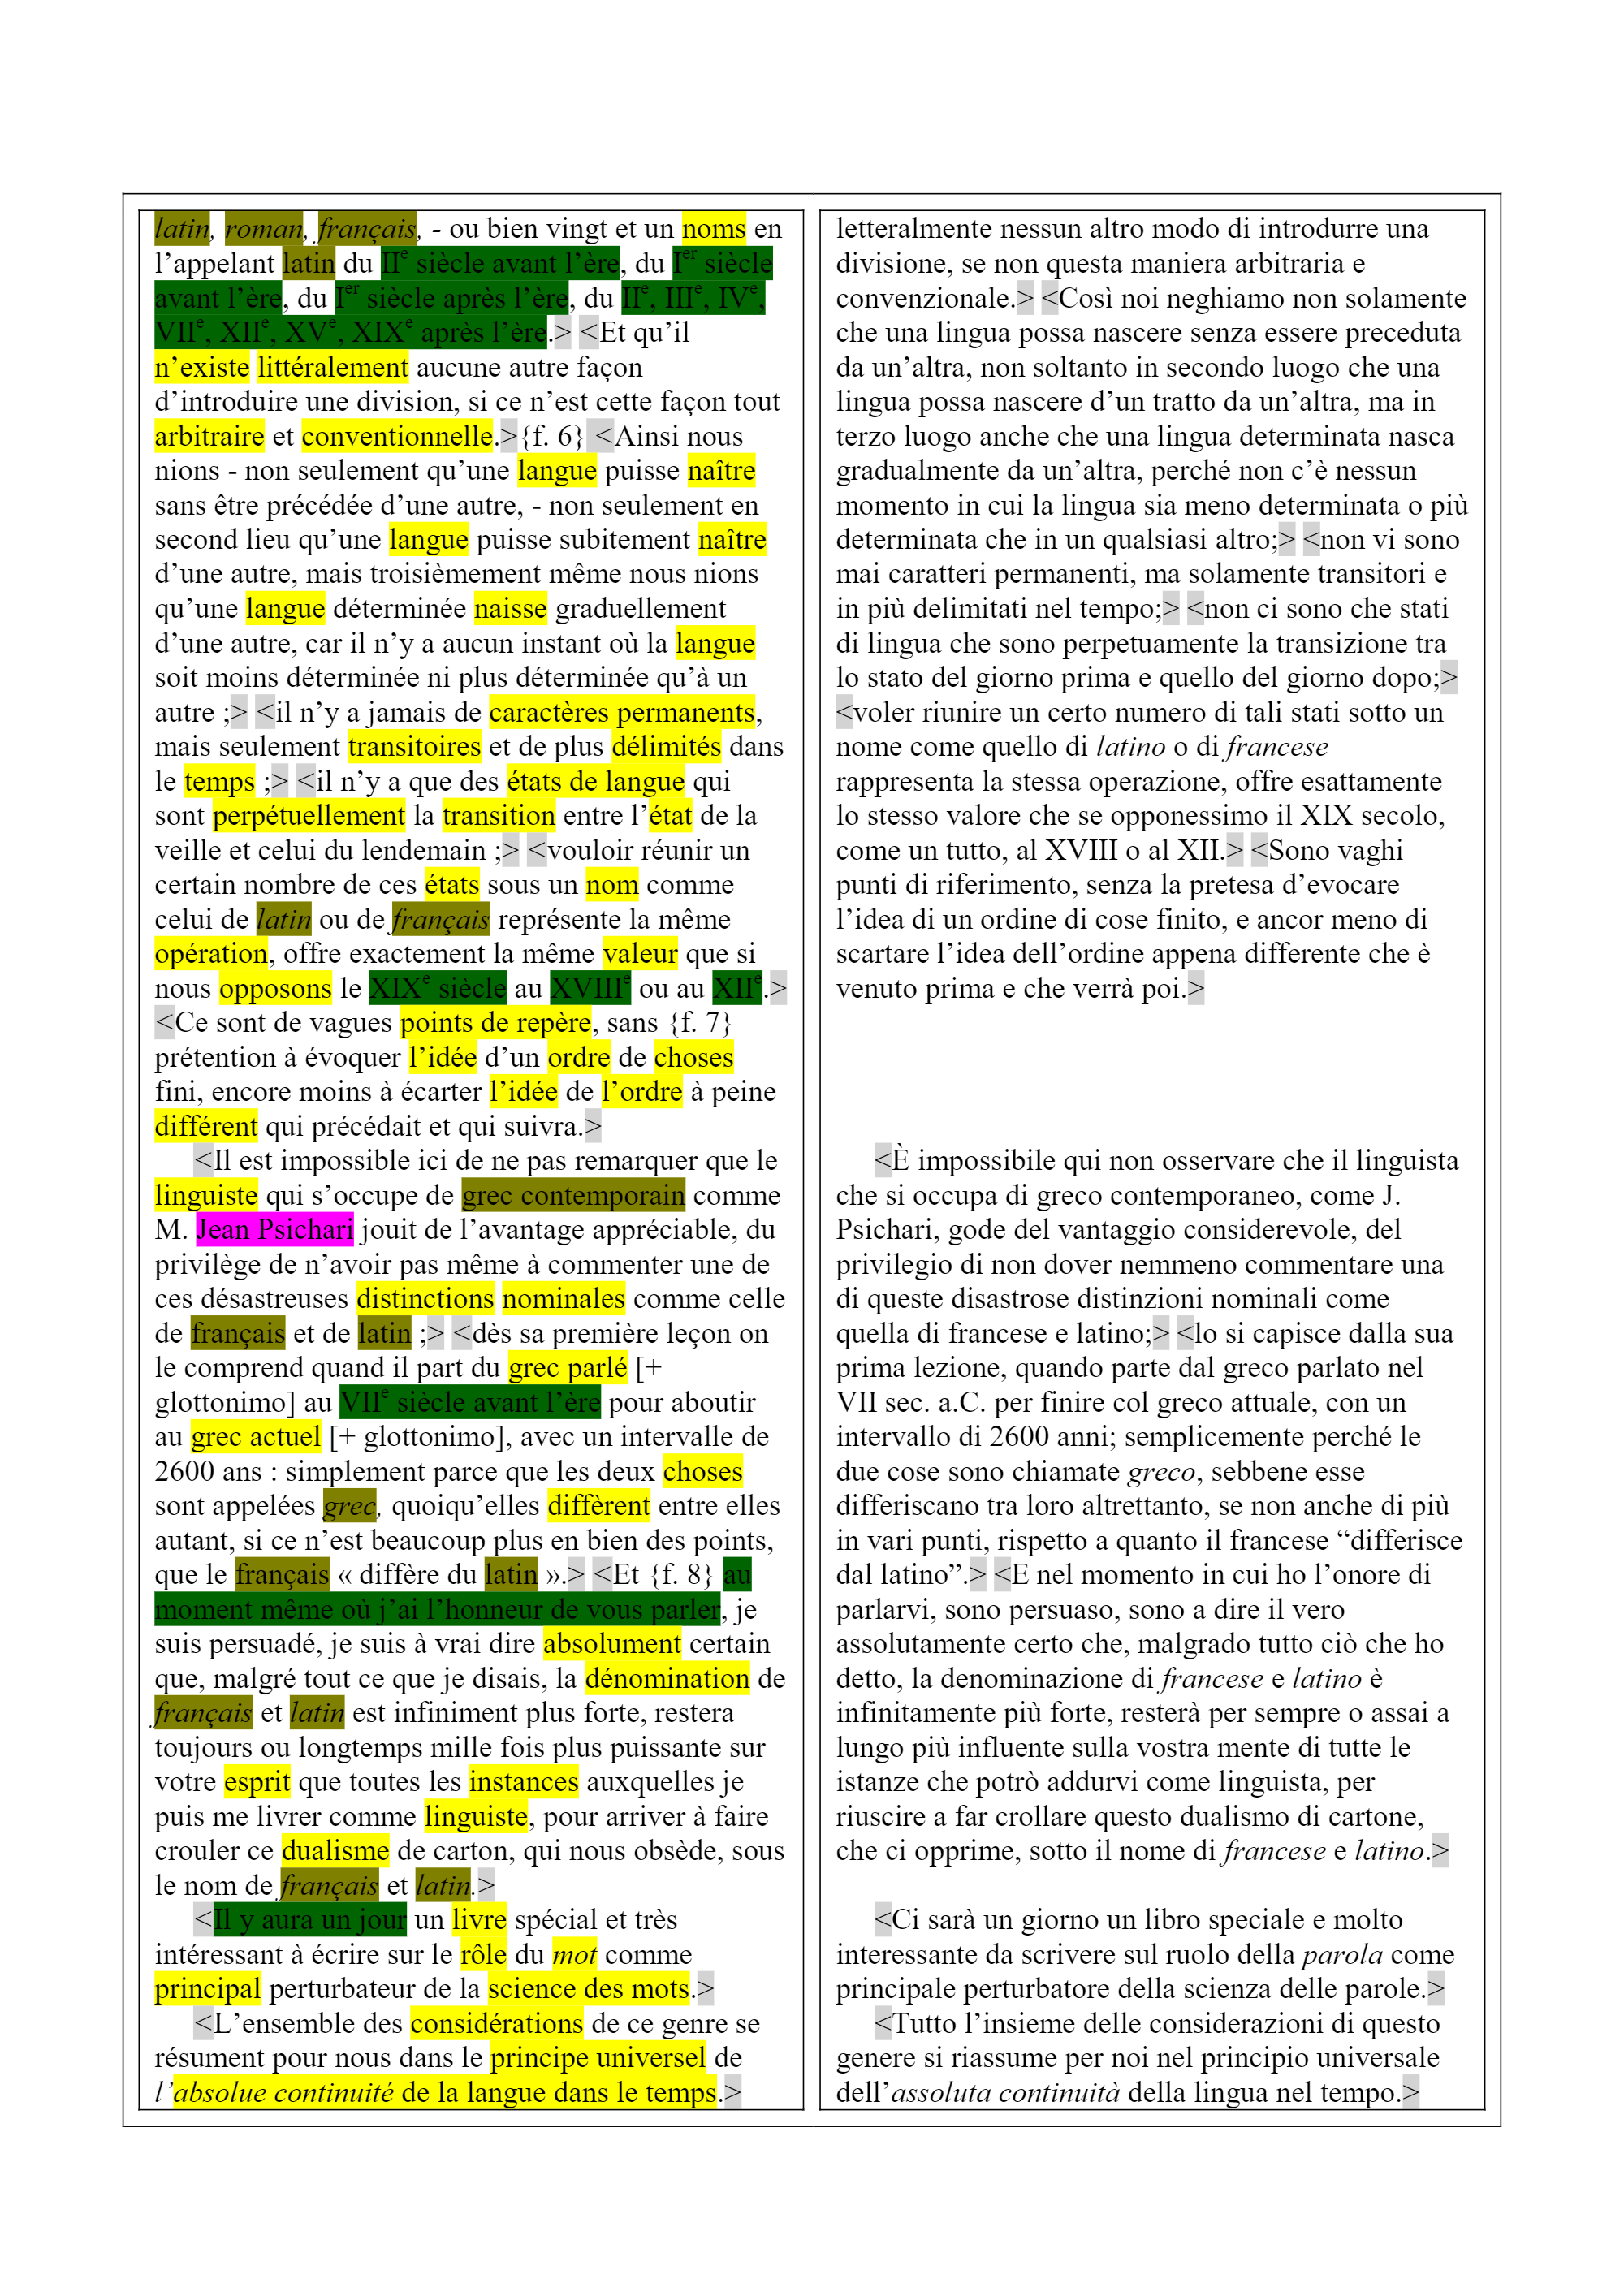 latin, roman, français, - ou bien vingt et un noms en
l’appelant latin du IIe siècle avant l’ère, du Ier siècle
avant l’ère, du Ier siècle après l’ère, du IIe, IIIe, IVe,
VIIe, XIIe, XVe, XIXe après l’ère.> <Et qu’il
n’existe littéralement aucune autre façon
d’introduire une division, si ce n’est cette façon tout
arbitraire et conventionnelle.>{f. 6} <Ainsi nous
nions - non seulement qu’une langue puisse naître
sans être précédée d’une autre, - non seulement en
second lieu qu’une langue puisse subitement naître
d’une autre, mais troisièmement même nous nions
qu’une langue déterminée naisse graduellement
d’une autre, car il n’y a aucun instant où la langue
soit moins déterminée ni plus déterminée qu’à un
autre ;> <il n’y a jamais de caractères permanents,
mais seulement transitoires et de plus délimités dans
le temps ;> <il n’y a que des états de langue qui
sont perpétuellement la transition entre l’état de la
veille et celui du lendemain ;> <vouloir réunir un
certain nombre de ces états sous un nom comme
celui de latin ou de français représente la même
opération, offre exactement la même valeur que si
nous opposons le XIXe siècle au XVIIIe ou au XIIe.>
<Ce sont de vagues points de repère, sans {f. 7}
prétention à évoquer l’idée d’un ordre de choses
fini, encore moins à écarter l’idée de l’ordre à peine
différent qui précédait et qui suivra.>
<Il est impossible ici de ne pas remarquer que le
linguiste qui s’occupe de grec contemporain comme
M. Jean Psichari jouit de l’avantage appréciable, du
privilège de n’avoir pas même à commenter une de
ces désastreuses distinctions nominales comme celle
de français et de latin ;> <dès sa première leçon on
le comprend quand il part du grec parlé [+
glottonimo] au VIIe siècle avant l’ère pour aboutir
au grec actuel [+ glottonimo], avec un intervalle de
2600 ans : simplement parce que les deux choses
sont appelées grec, quoiqu’elles diffèrent entre elles
autant, si ce n’est beaucoup plus en bien des points,
que le français « diffère du latin ».> <Et {f. 8} au
moment même où j’ai l’honneur de vous parler, je
suis persuadé, je suis à vrai dire absolument certain
que, malgré tout ce que je disais, la dénomination de
français et latin est infiniment plus forte, restera
toujours ou longtemps mille fois plus puissante sur
votre esprit que toutes les instances auxquelles je
puis me livrer comme linguiste, pour arriver à faire
crouler ce dualisme de carton, qui nous obsède, sous
le nom de français et latin.>
<Il y aura un jour un livre spécial et très
intéressant à écrire sur le rôle du mot comme
principal perturbateur de la science des mots.>
<L’ensemble des considérations de ce genre se
résument pour nous dans le principe universel de
l’absolue continuité de la langue dans le temps.>
letteralmente nessun altro modo di introdurre una
divisione, se non questa maniera arbitraria e
convenzionale.> <Così noi neghiamo non solamente
che una lingua possa nascere senza essere preceduta
da un’altra, non soltanto in secondo luogo che una
lingua possa nascere d’un tratto da un’altra, ma in
terzo luogo anche che una lingua determinata nasca
gradualmente da un’altra, perché non c’è nessun
momento in cui la lingua sia meno determinata o più
determinata che in un qualsiasi altro;> <non vi sono
mai caratteri permanenti, ma solamente transitori e
in più delimitati nel tempo;> <non ci sono che stati
di lingua che sono perpetuamente la transizione tra
lo stato del giorno prima e quello del giorno dopo;>
<voler riunire un certo numero di tali stati sotto un
nome come quello di latino o di francese
rappresenta la stessa operazione, offre esattamente
lo stesso valore che se opponessimo il XIX secolo,
come un tutto, al XVIII o al XII.> <Sono vaghi
punti di riferimento, senza la pretesa d’evocare
l’idea di un ordine di cose finito, e ancor meno di
scartare l’idea dell’ordine appena differente che è
venuto prima e che verrà poi.>
<È impossibile qui non osservare che il linguista
che si occupa di greco contemporaneo, come J.
Psichari, gode del vantaggio considerevole, del
privilegio di non dover nemmeno commentare una
di queste disastrose distinzioni nominali come
quella di francese e latino;> <lo si capisce dalla sua
prima lezione, quando parte dal greco parlato nel
VII sec. a.C. per finire col greco attuale, con un
intervallo di 2600 anni; semplicemente perché le
due cose sono chiamate greco, sebbene esse
differiscano tra loro altrettanto, se non anche di più
in vari punti, rispetto a quanto il francese “differisce
dal latino”.> <E nel momento in cui ho l’onore di
parlarvi, sono persuaso, sono a dire il vero
assolutamente certo che, malgrado tutto ciò che ho
detto, la denominazione di francese e latino è
infinitamente più forte, resterà per sempre o assai a
lungo più influente sulla vostra mente di tutte le
istanze che potrò addurvi come linguista, per
riuscire a far crollare questo dualismo di cartone,
che ci opprime, sotto il nome di francese e latino.>
<Ci sarà un giorno un libro speciale e molto
interessante da scrivere sul ruolo della parola come
principale perturbatore della scienza delle parole.>
<Tutto l’insieme delle considerazioni di questo
genere si riassume per noi nel principio universale
dell’assoluta continuità della lingua nel tempo.>